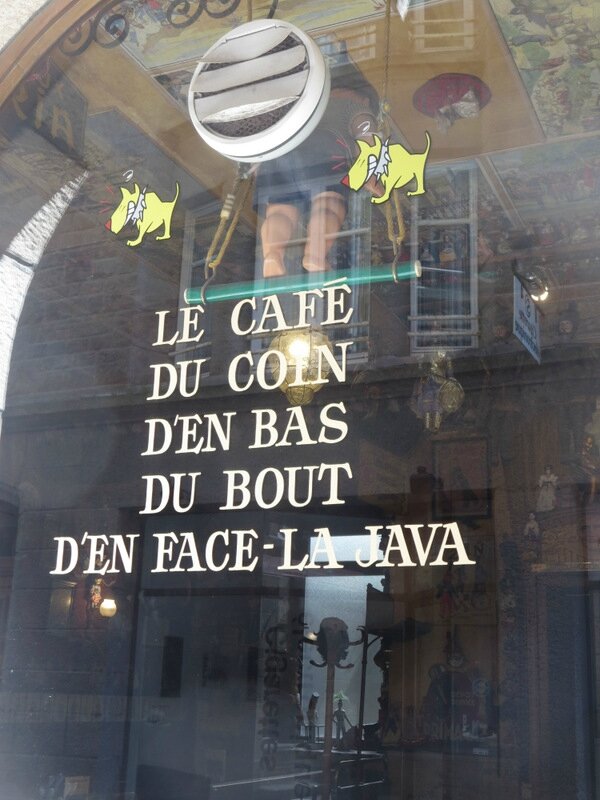 LE CAFÉ
DU COIN
D'EN BAS
DU BOUT
D'EN FACE-LA JAVA